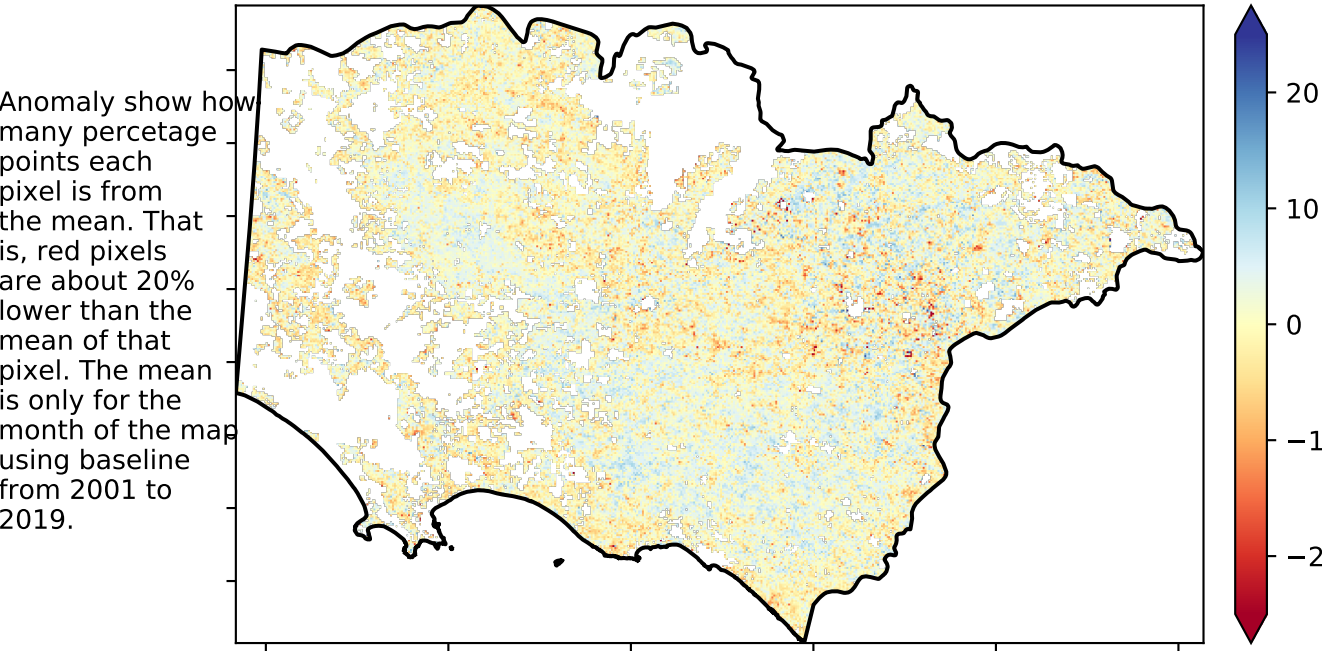 Anomaly show how
many percetage
points each
pixel is from
the mean. That
is, red pixels
are about 20%
lower than the
mean of that
pixel. The mean
is only for the
month of the map
using baseline
from 2001 to
2019.
20
10
0
−1
−2